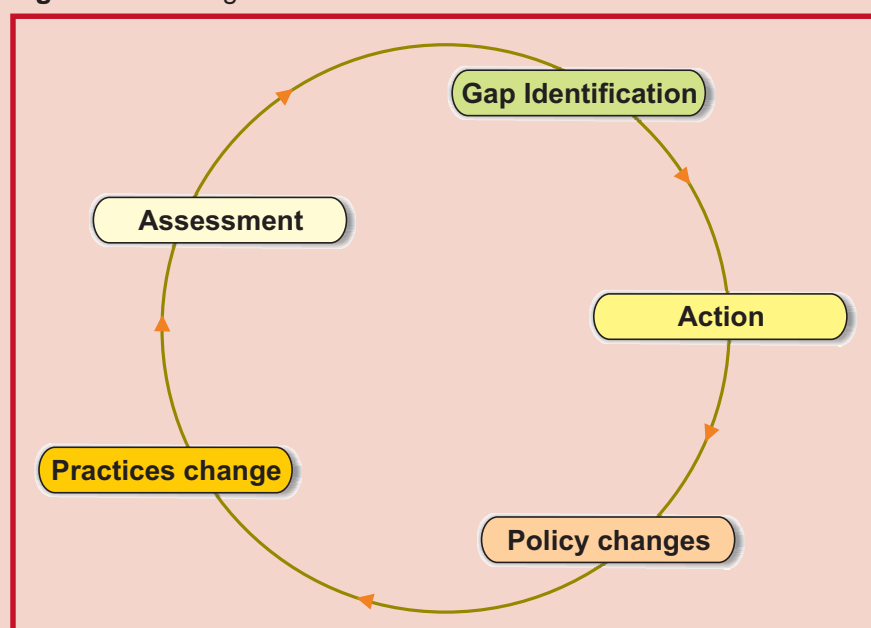 Gap Identification
Assessment
Action
Practices change
Policy changes